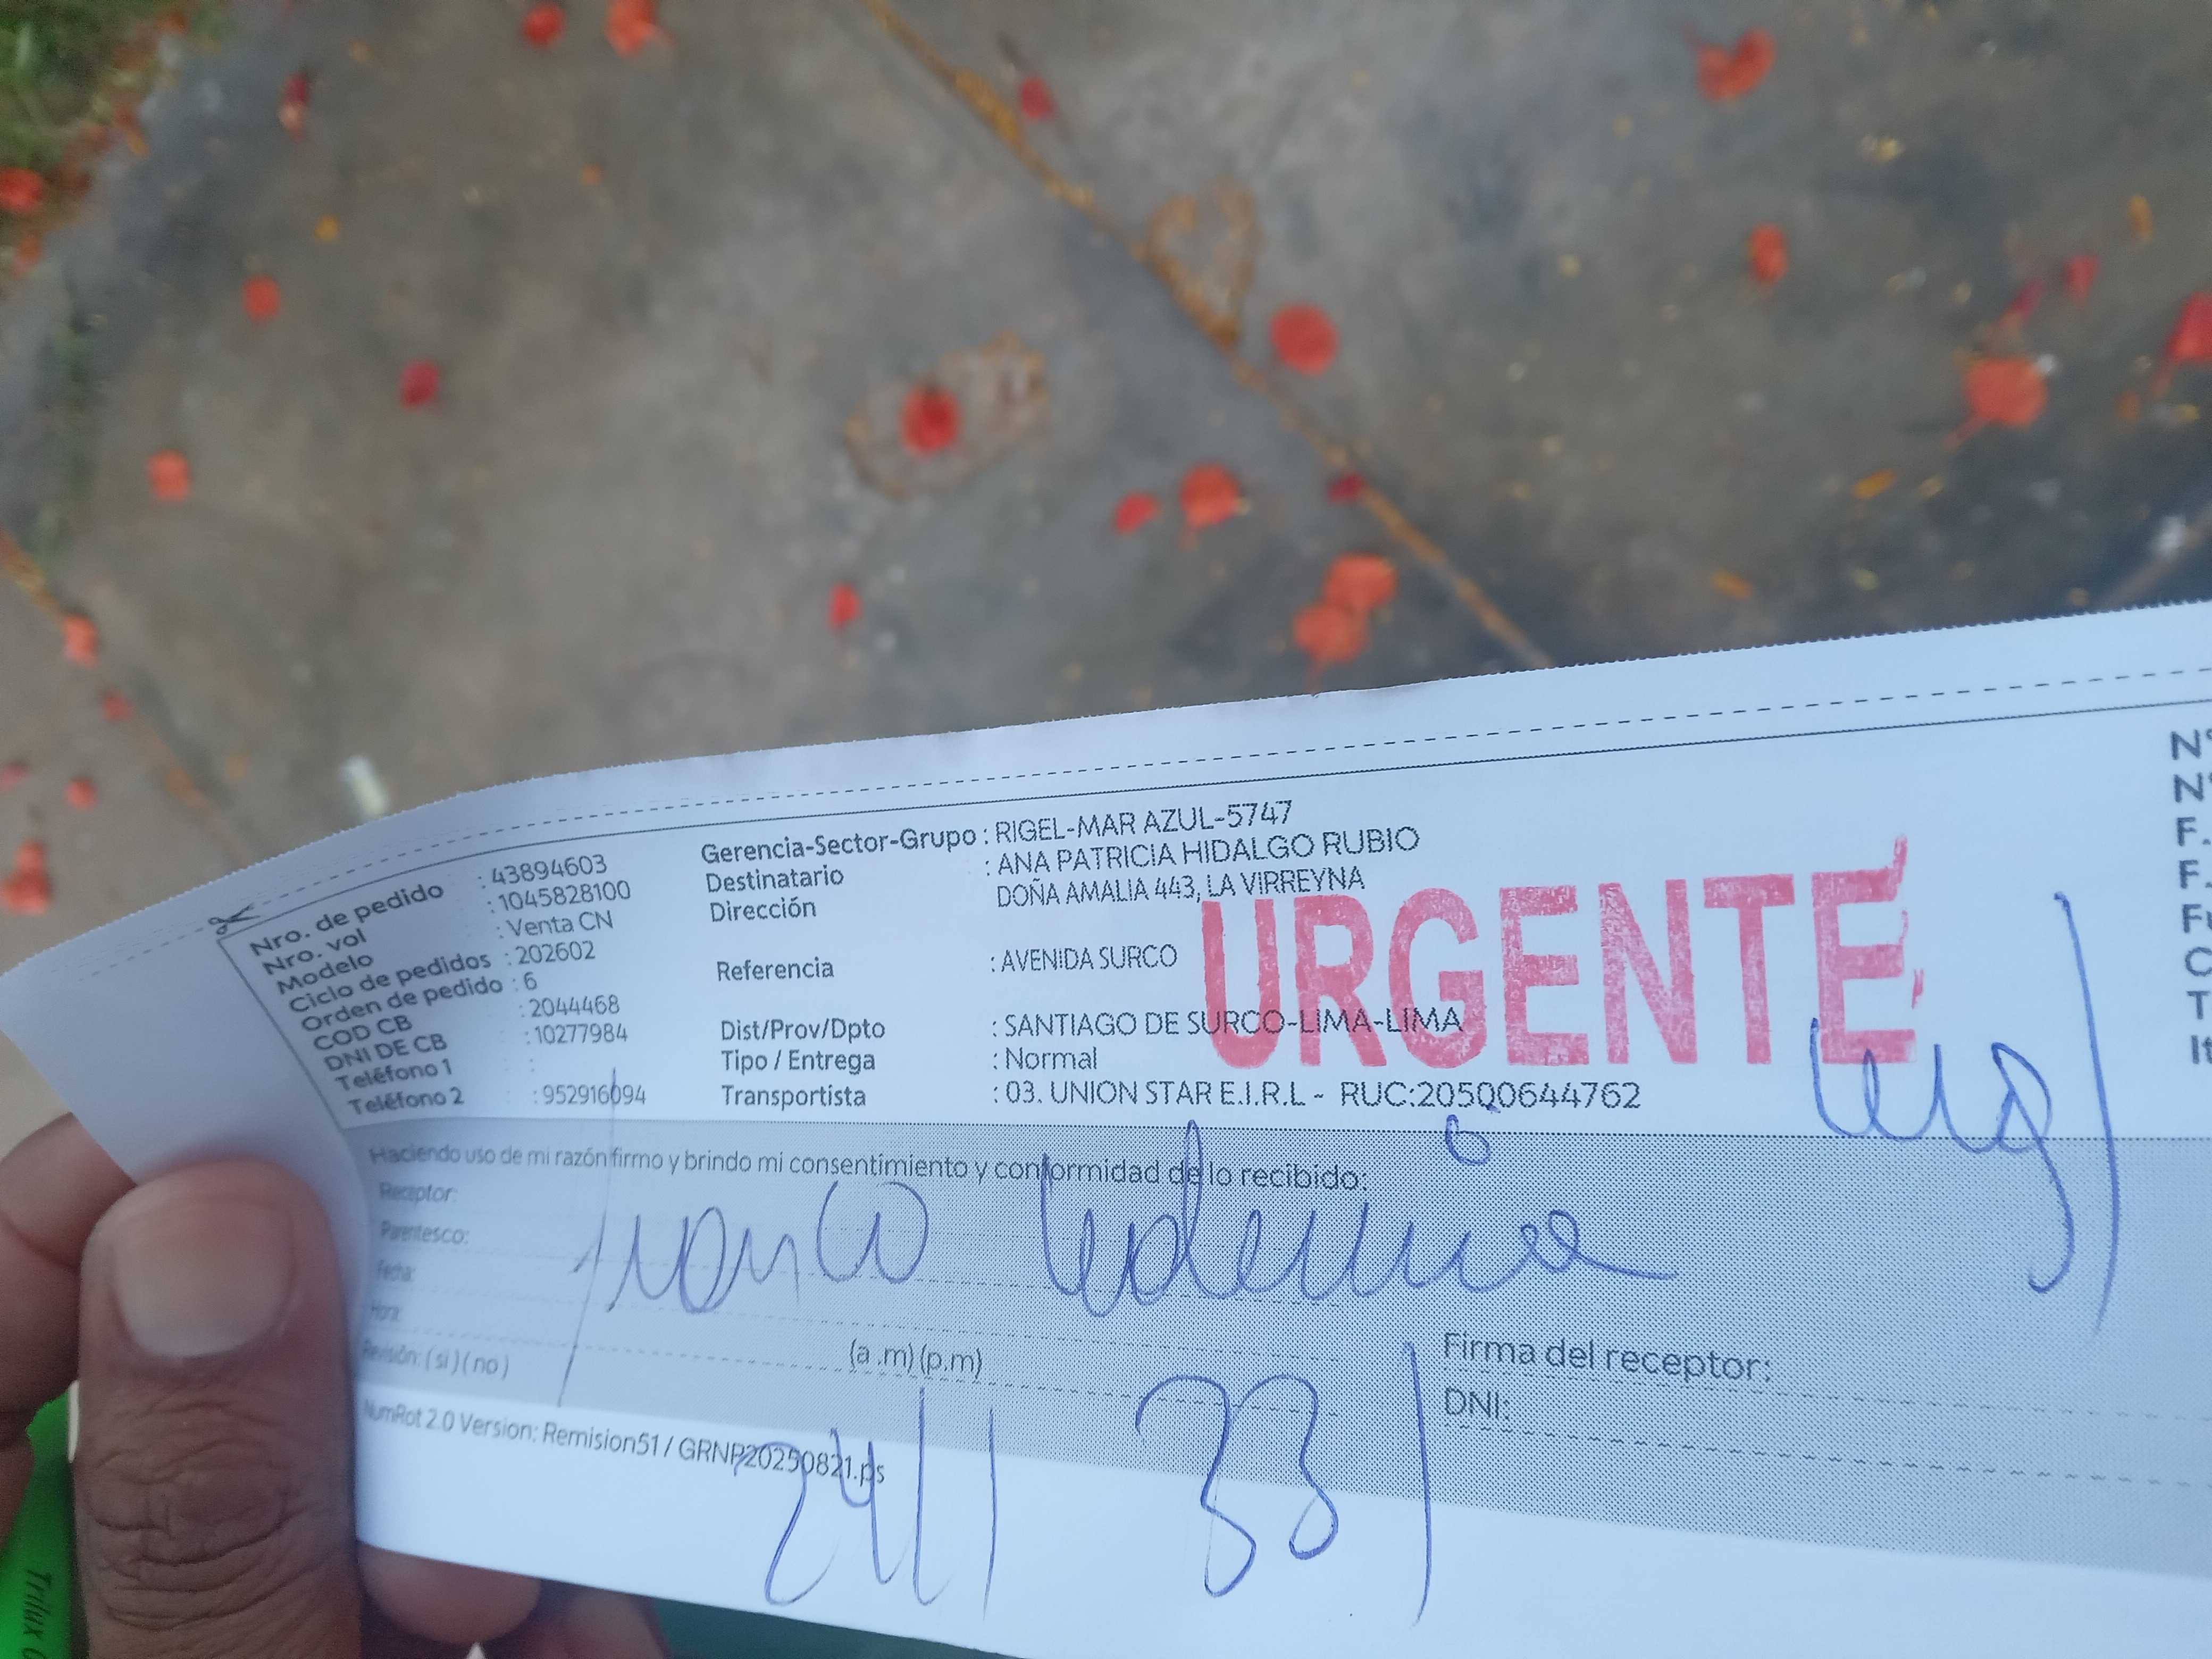 Nro. de pedido : 43894603
Nro. vol : 1045828100
Modelo : Venta CN
Ciclo de pedidos : 202602
Orden de pedido : 6
COD CB : 2044468
DNI DE CB : 10277984
Teléfono 1 :
Teléfono 2 : 952916094
Gerencia-Sector-Grupo : RIGEL-MAR AZUL-5747
Destinatario : ANA PATRICIA HIDALGO RUBIO
Dirección DOÑA AMALIA 443, LA VIRREYNA
Referencia : AVENIDA SURCO
Dist/Prov/Dpto : SANTIAGO DE SURCO-LIMA-LIMA
Tipo / Entrega : Normal
Transportista : 03. UNION STAR E.I.R.L - RUC:20500644762
URGENTE
Haciendo uso de mi razón firmo y brindo mi consentimiento y conformidad de lo recibido:
Receptor:
Parentesco:
Fecha:
Hora:
(a .m) (p.m)
Revisión: ( si ) ( no )
Firma del receptor:
DNI:
NumRot 2.0 Version: Remision51 / GRNP20250821.ps
Trilux